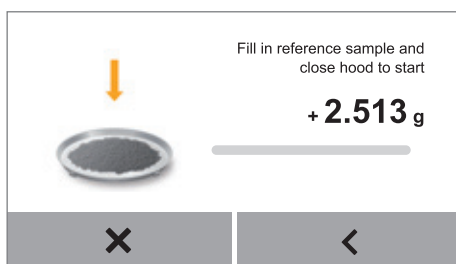 Fill in reference sample and
close hood to start
+ 2.513 g